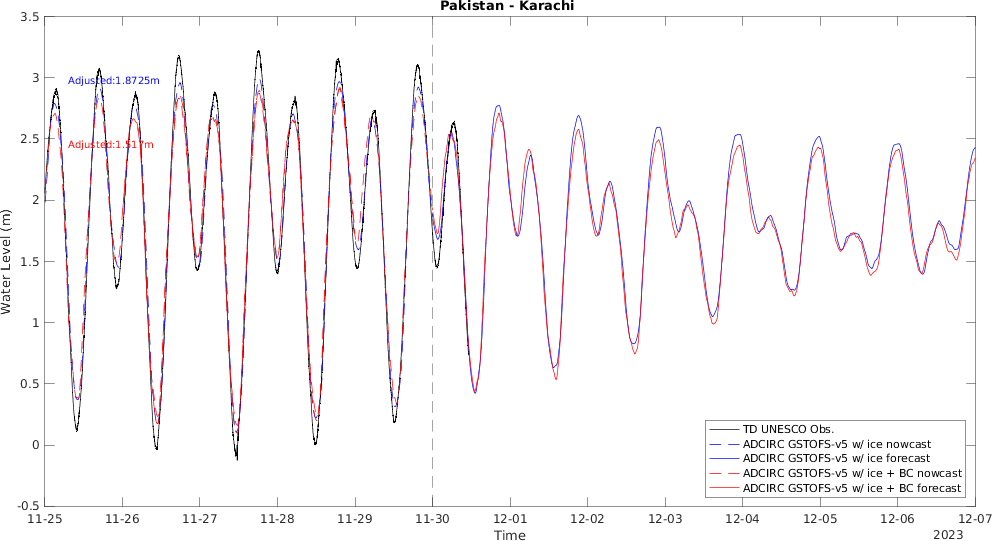 Pakistan - Karachi
3.5
3
2.5
2
1.5
1
0.5
0
-0.5
Water Level (m)
Adjusted:1.8725m
Adjusted:1.517m
TD UNESCO Obs.
ADCIRC GSTOFS-v5 w/ ice nowcast
ADCIRC GSTOFS-v5 w/ ice forecast
ADCIRC GSTOFS-v5 w/ ice + BC nowcast
ADCIRC GSTOFS-v5 w/ ice + BC forecast
11-25 11-26 11-27 11-28 11-29 11-30 12-01 12-02 12-03 12-04 12-05 12-06 12-07
Time
2023